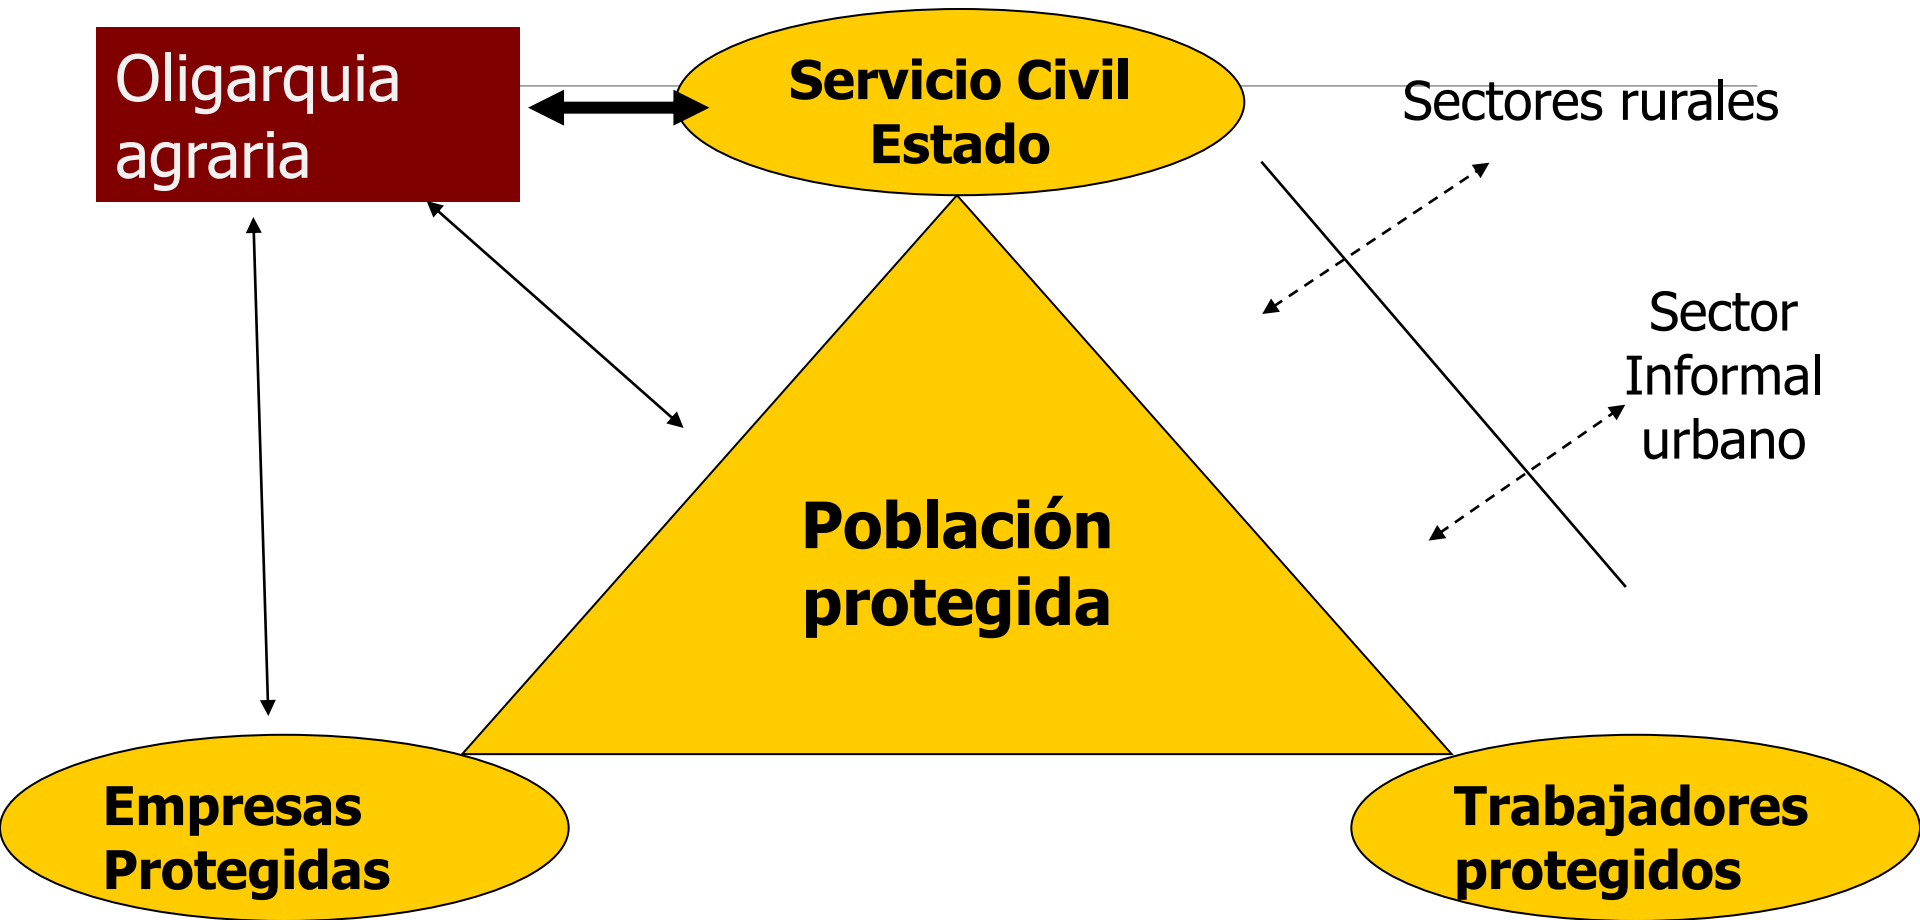 Oligarquia
agraria
Servicio Civil
Estado
Sectores rurales
Sector
Informal
urbano
Población
protegida
Empresas
Protegidas
Trabajadores
protegidos